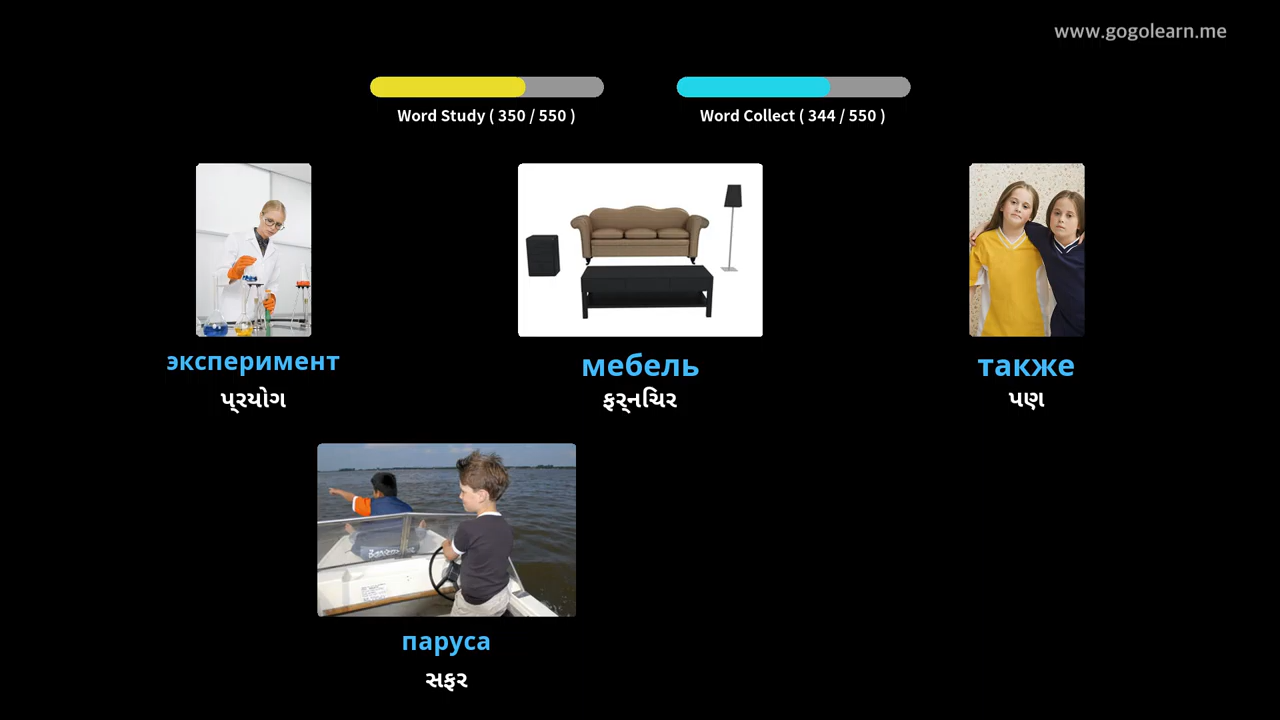 www.gogolearn.me
Word Study ( 350 / 550 )
Word Collect ( 344 / 550 )
эксперимент
પ્રયોગ
мебель
ફર્નિચર
также
પણ
паруса
સફર